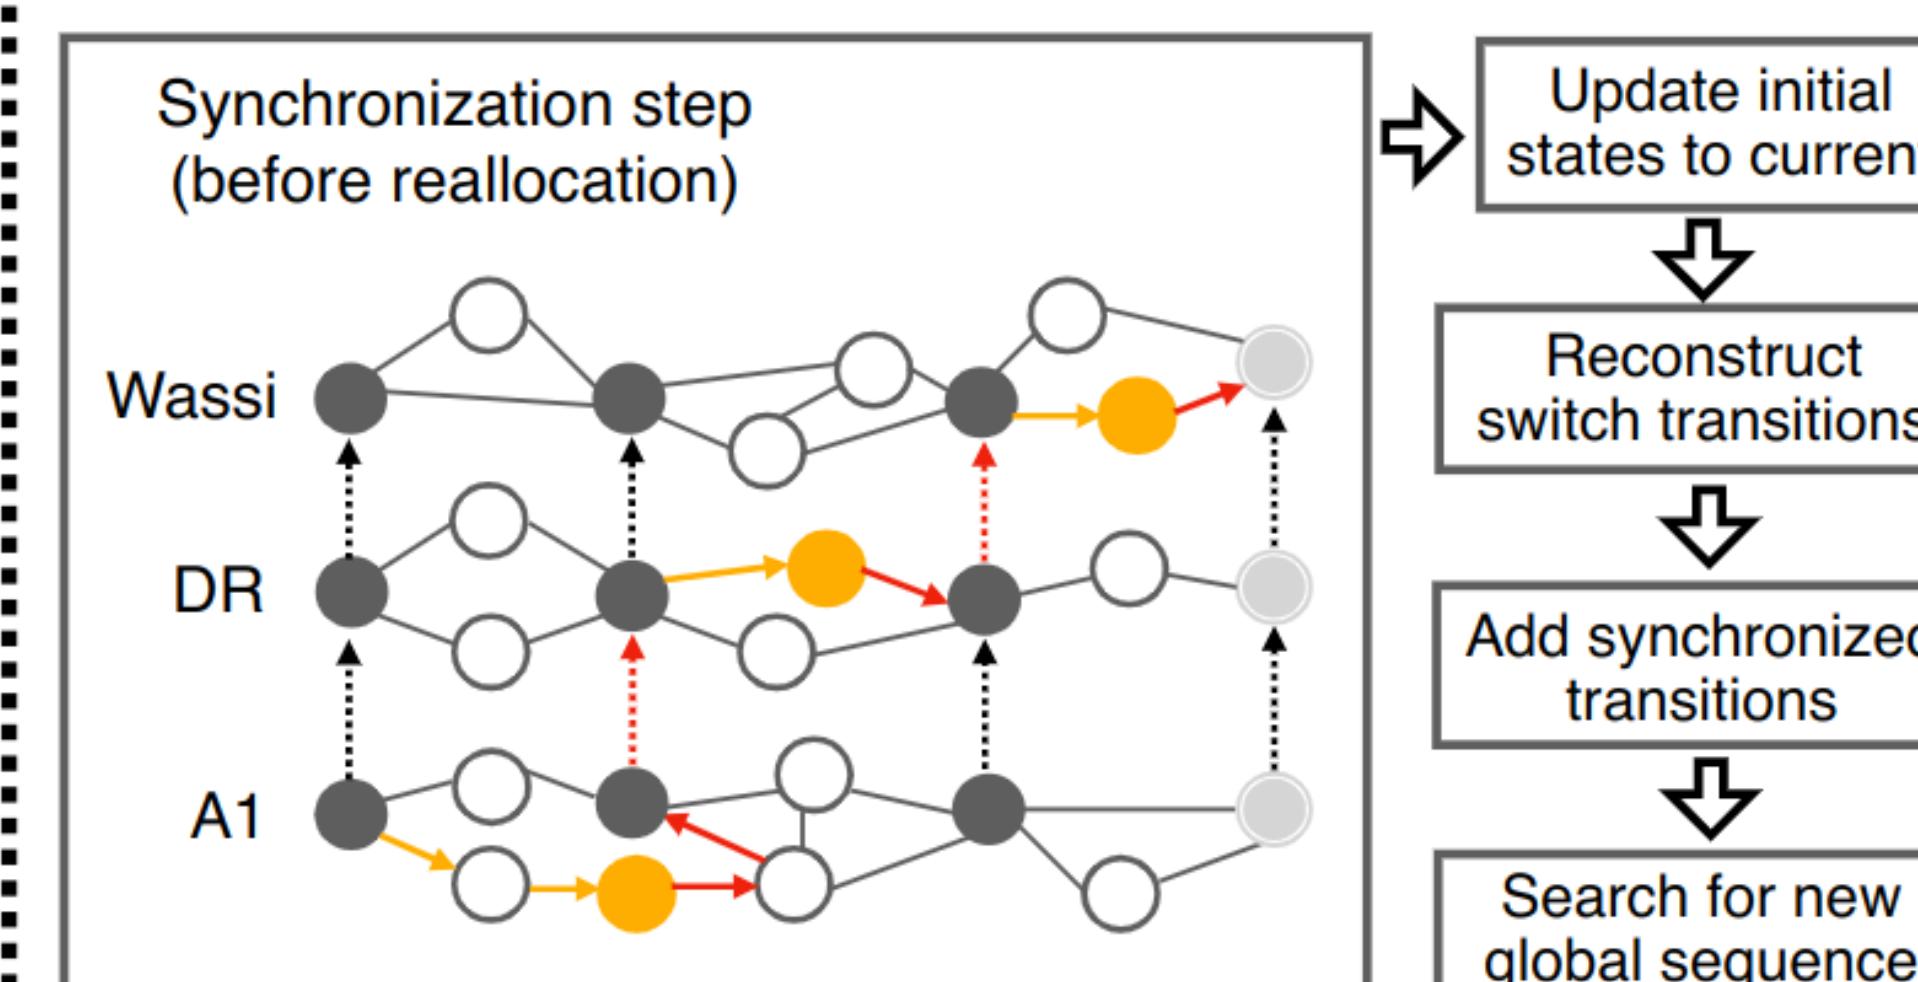 Synchronization step
(before reallocation)
Wassi
DR
A1
Update initial
states to current
Reconstruct
switch transitions
Add synchronized
transitions
Search for new
global sequence